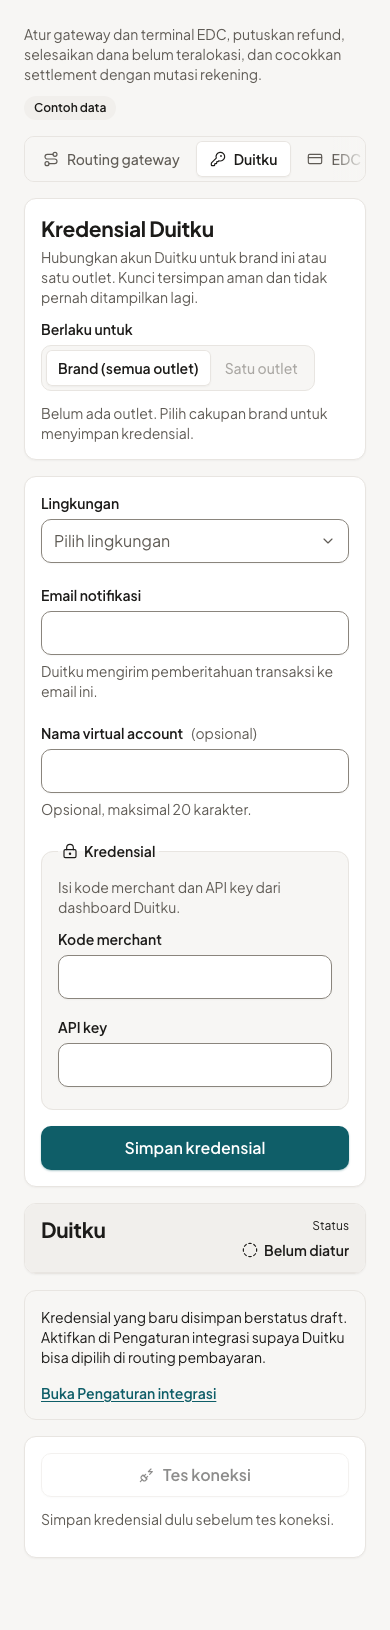 Atur gateway dan terminal EDC, putuskan refund,
selesaikan dana belum teralokasi, dan cocokkan
settlement dengan mutasi rekening.
Contoh data
Routing gateway
Duitku
EDC
Kredensial Duitku
Hubungkan akun Duitku untuk brand ini atau
satu outlet. Kunci tersimpan aman dan tidak
pernah ditampilkan lagi.
Berlaku untuk
Brand (semua outlet)
Satu outlet
Belum ada outlet. Pilih cakupan brand untuk
menyimpan kredensial.
Lingkungan
Pilih lingkungan
Email notifikasi
Duitku mengirim pemberitahuan transaksi ke
email ini.
Nama virtual account (opsional)
Opsional, maksimal 20 karakter.
Kredensial
Isi kode merchant dan API key dari
dashboard Duitku.
Kode merchant
API key
Simpan kredensial
Duitku
Status
Belum diatur
Kredensial yang baru disimpan berstatus draft.
Aktifkan di Pengaturan integrasi supaya Duitku
bisa dipilih di routing pembayaran.
Buka Pengaturan integrasi
Tes koneksi
Simpan kredensial dulu sebelum tes koneksi.